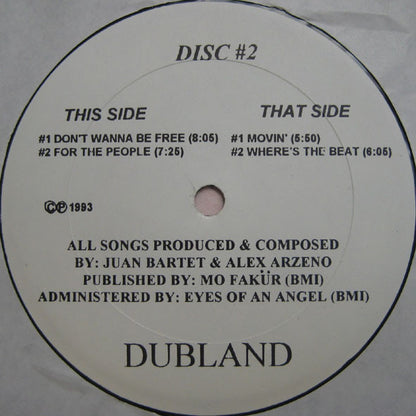 DISC #2
THIS SIDE
#1 DON'T WANNA BE FREE (8:05)
#2 FOR THE PEOPLE (7:25)
THAT SIDE
#1 MOVIN' (5:50)
#2 WHERE'S THE BEAT (6:05)
©℗ 1993
ALL SONGS PRODUCED & COMPOSED
BY: JUAN BARTET & ALEX ARZENO
PUBLISHED BY: MO FAKÜR (BMI)
ADMINISTERED BY: EYES OF AN ANGEL (BMI)
DUBLAND